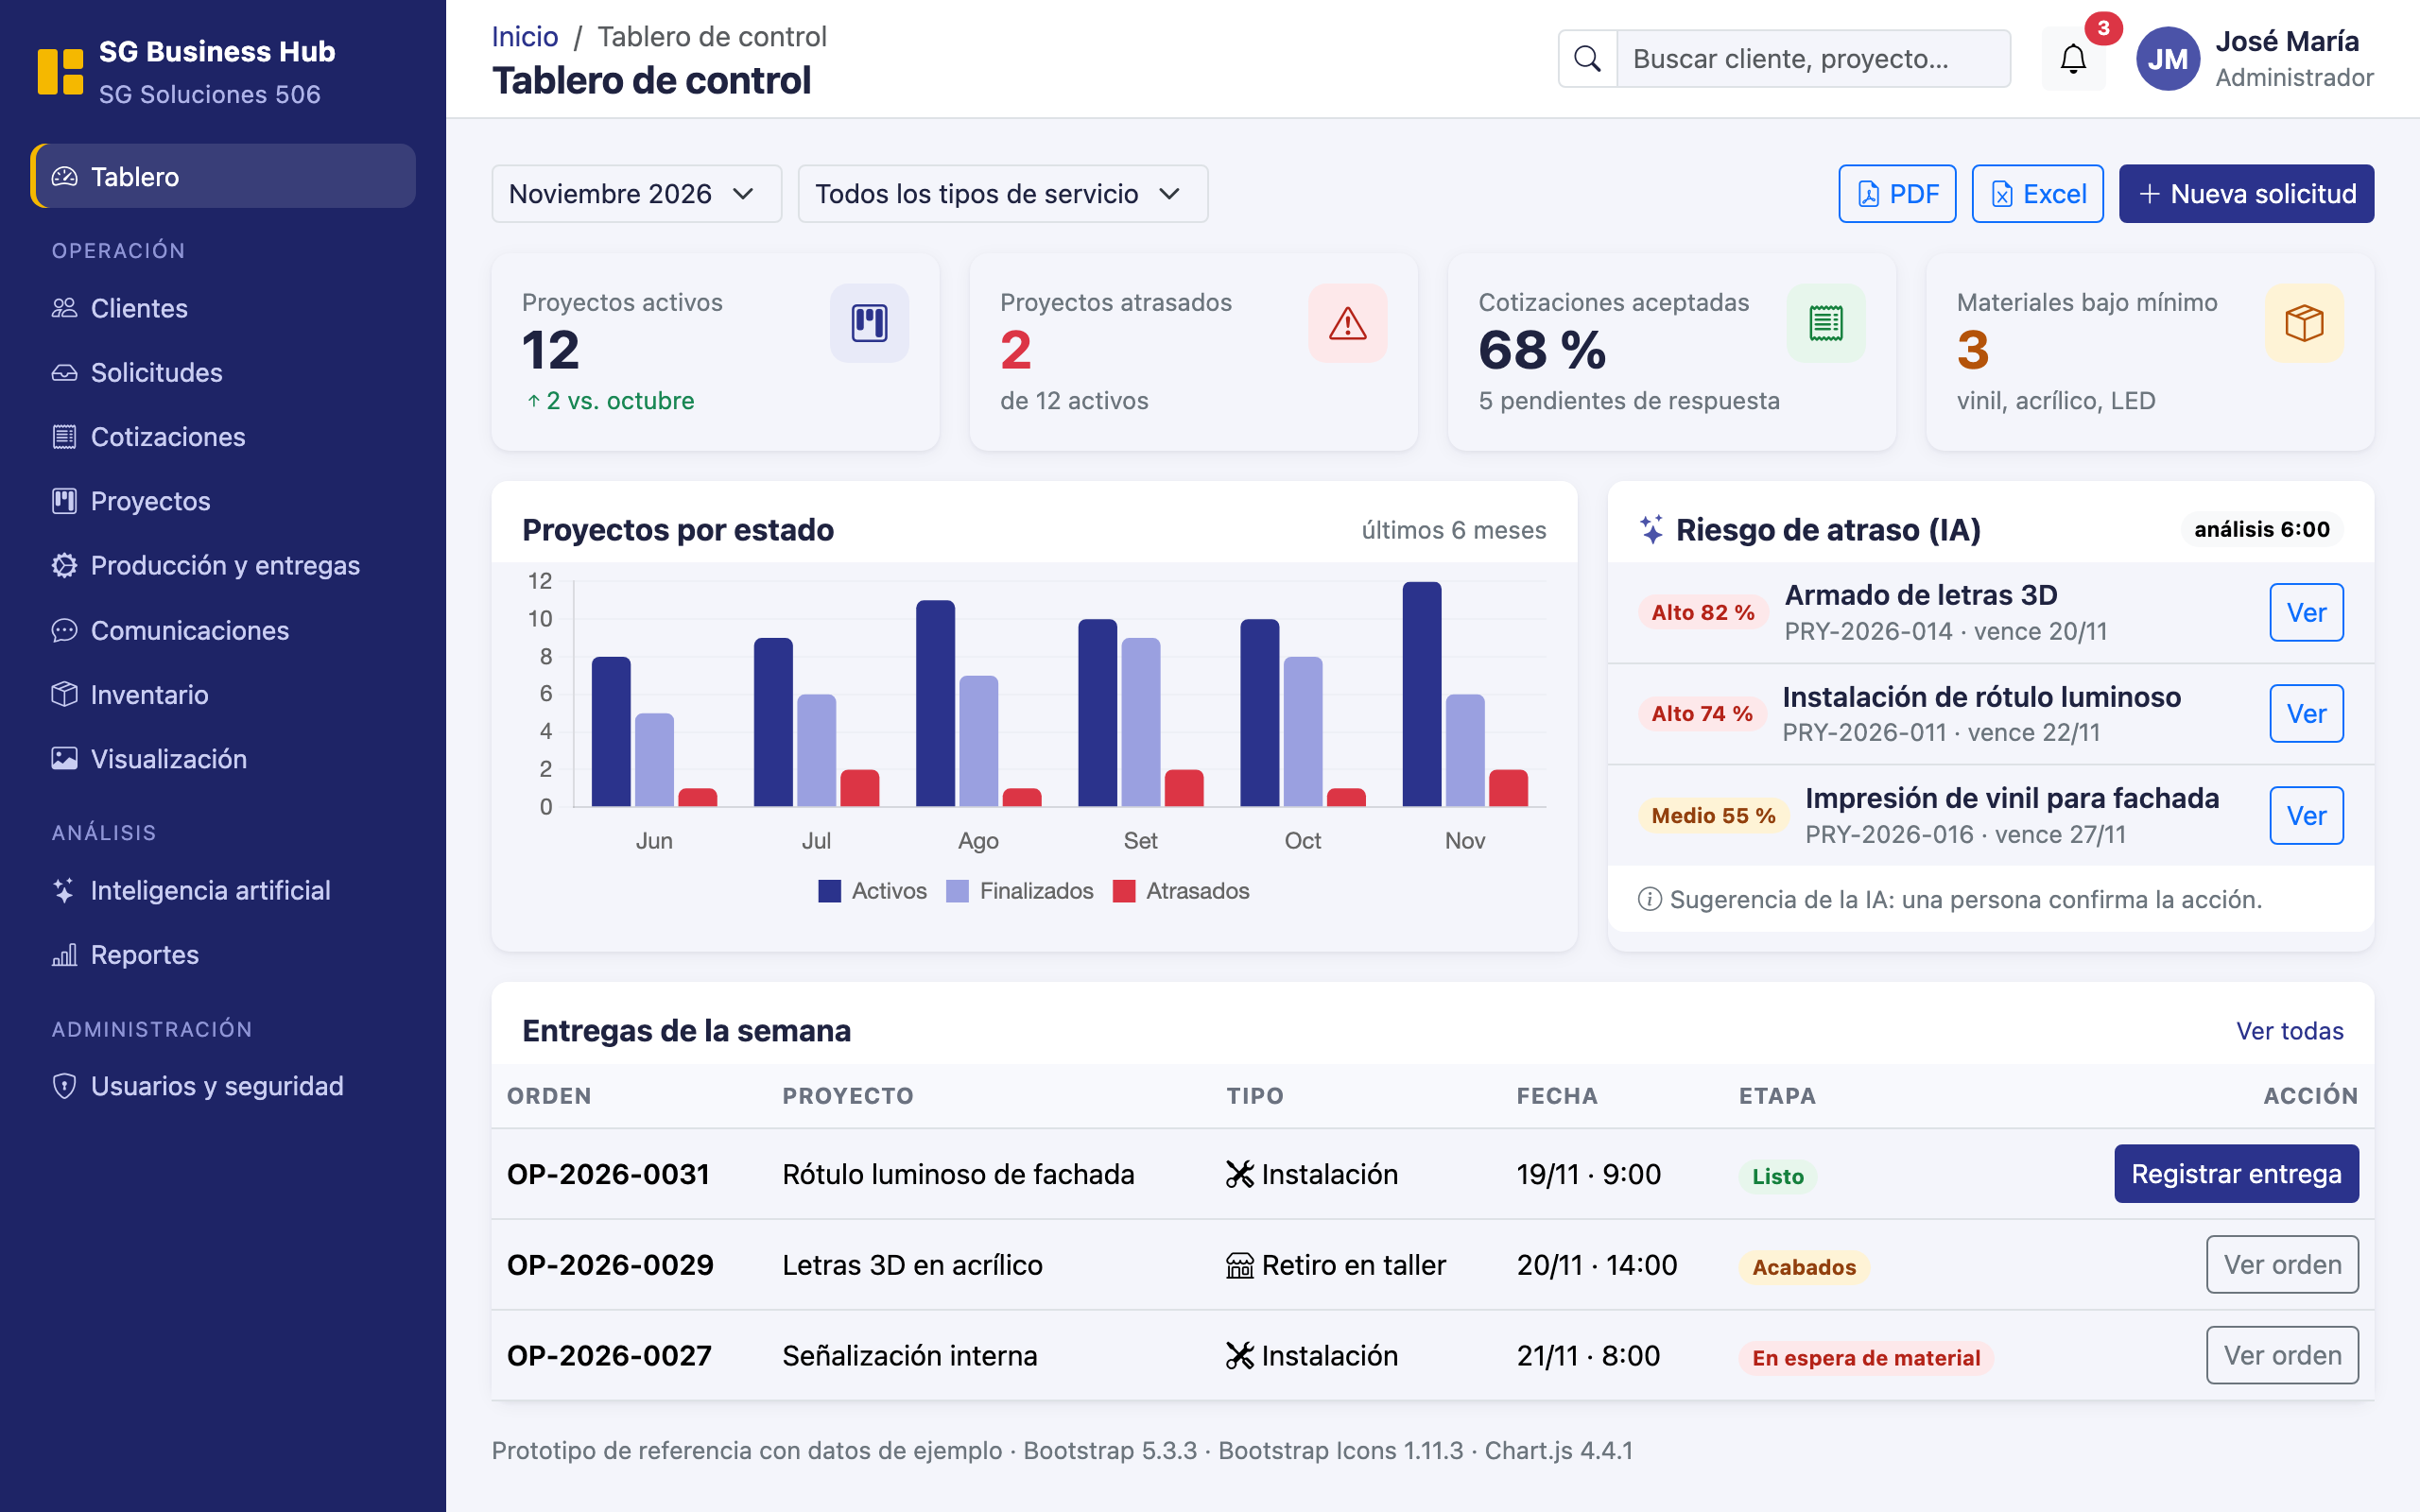 SG Business Hub
SG Soluciones 506
Tablero
OPERACIÓN
Clientes
Solicitudes
Cotizaciones
Proyectos
Producción y entregas
Comunicaciones
Inventario
Visualización
ANÁLISIS
Inteligencia artificial
Reportes
ADMINISTRACIÓN
Usuarios y seguridad
Inicio / Tablero de control
Tablero de control
Buscar cliente, proyecto...
3
JM
José María
Administrador
Noviembre 2026
Todos los tipos de servicio
PDF
Excel
Nueva solicitud
Proyectos activos
12
2 vs. octubre
Proyectos atrasados
2
de 12 activos
Cotizaciones aceptadas
68 %
5 pendientes de respuesta
Materiales bajo mínimo
3
vinil, acrílico, LED
Proyectos por estado
últimos 6 meses
12
10
8
6
4
2
0
Jun Jul Ago Set Oct Nov
Activos Finalizados Atrasados
Riesgo de atraso (IA)
análisis 6:00
Alto 82 %
Armado de letras 3D
PRY-2026-014 · vence 20/11
Ver
Alto 74 %
Instalación de rótulo luminoso
PRY-2026-011 · vence 22/11
Ver
Medio 55 %
Impresión de vinil para fachada
PRY-2026-016 · vence 27/11
Ver
Sugerencia de la IA: una persona confirma la acción.
Entregas de la semana
Ver todas
ORDEN PROYECTO TIPO FECHA ETAPA ACCIÓN
OP-2026-0031 Rótulo luminoso de fachada Instalación 19/11 · 9:00 Listo Registrar entrega
OP-2026-0029 Letras 3D en acrílico Retiro en taller 20/11 · 14:00 Acabados Ver orden
OP-2026-0027 Señalización interna Instalación 21/11 · 8:00 En espera de material Ver orden
Prototipo de referencia con datos de ejemplo · Bootstrap 5.3.3 · Bootstrap Icons 1.11.3 · Chart.js 4.4.1